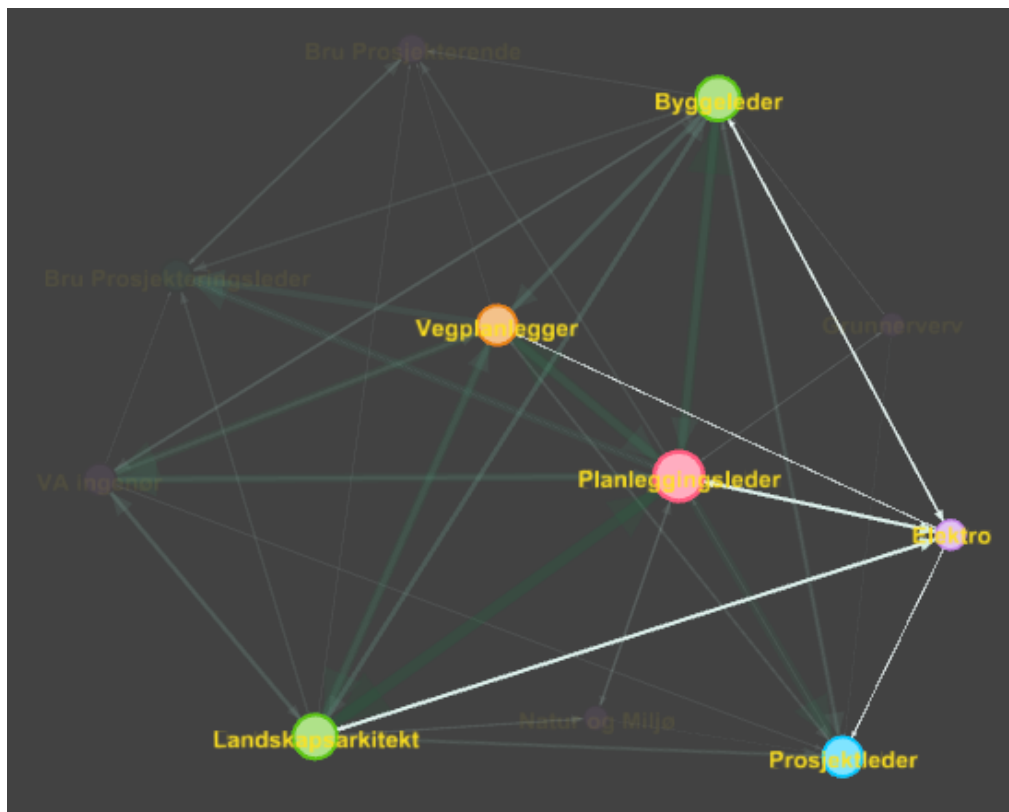 Bru Prosjekterende
Byggeleder
Bru Prosjekteringsleder
Vegplanlegger
Grunnerverv
Planleggingsleder
VA ingeniør
Elektro
Natur og Miljø
Landskapsarkitekt
Prosjektleder